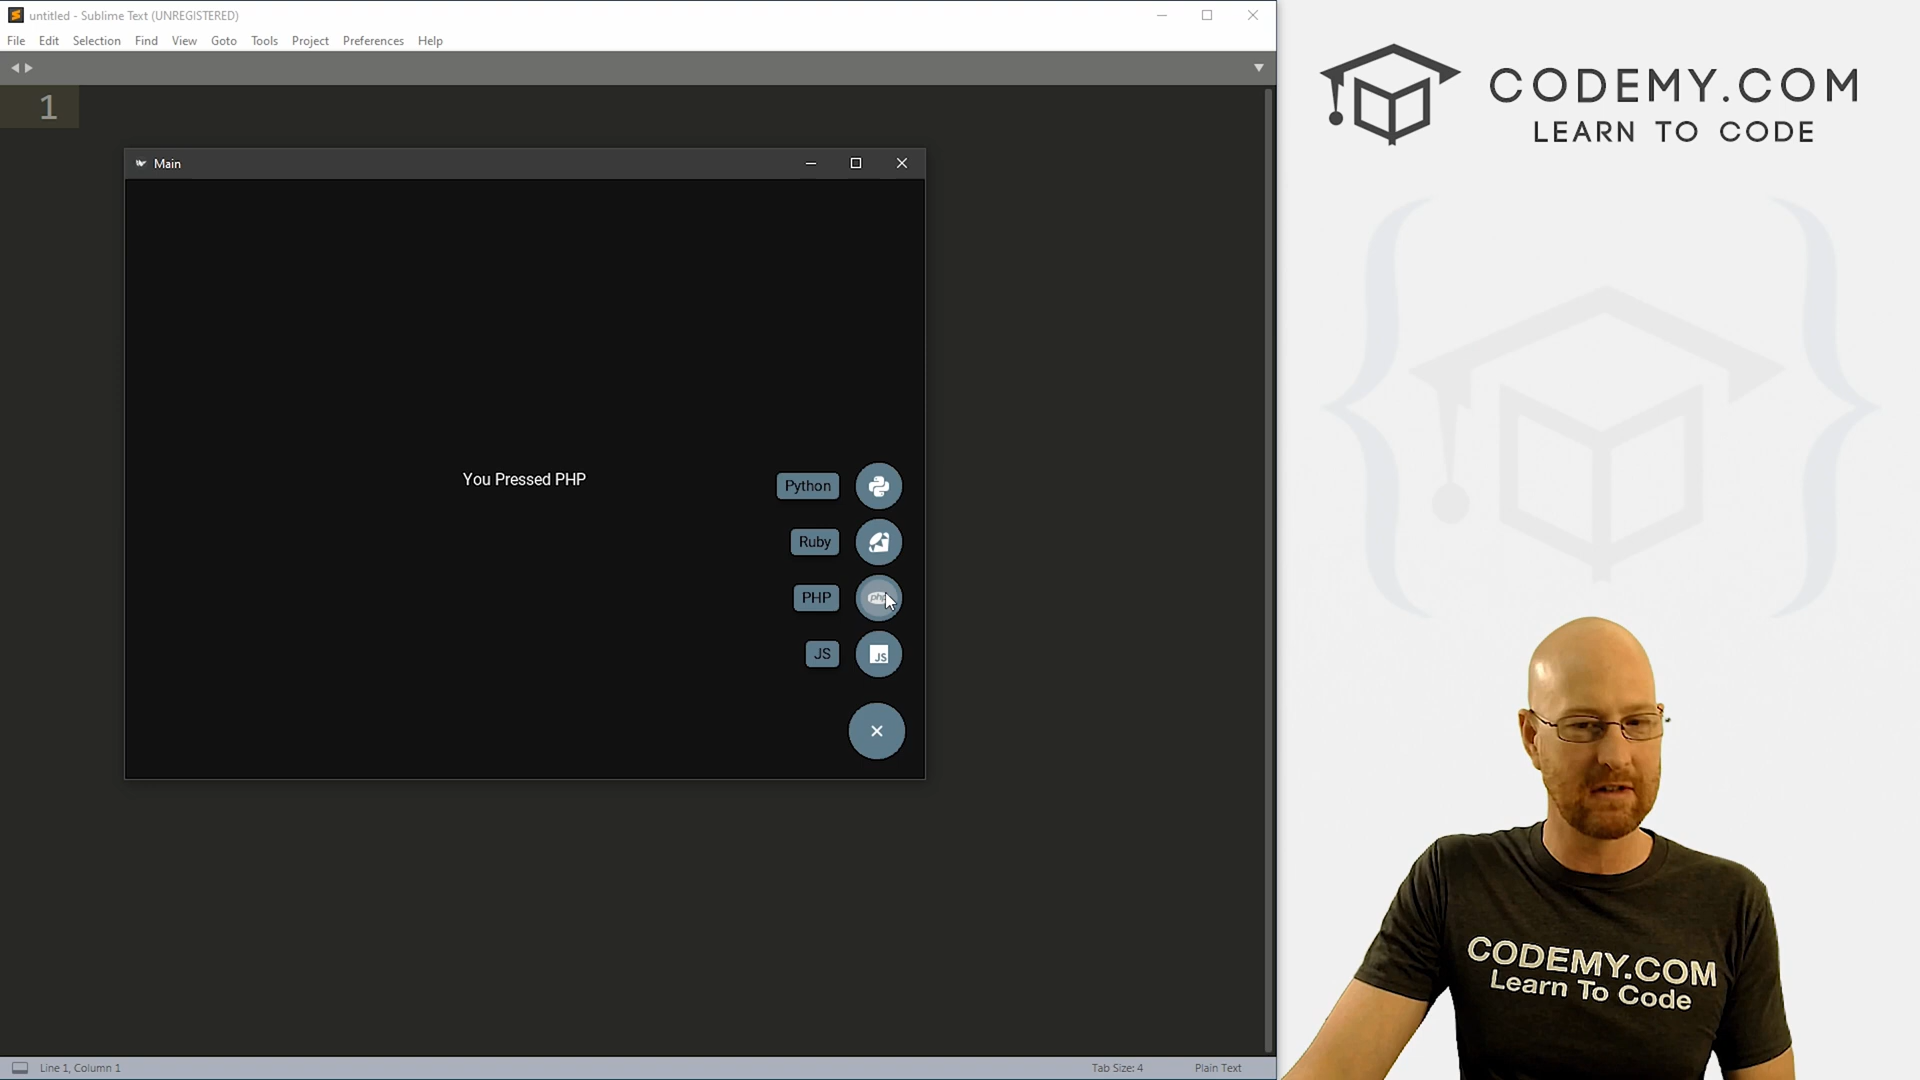 untitled - Sublime Text (UNREGISTERED)
File Edit Selection Find View Goto Tools Project Preferences Help
1
Main
You Pressed PHP
Python
Ruby
PHP
php
JS
JS
Line 1, Column 1
Tab Size: 4
Plain Text
CODEMY.COM
LEARN TO CODE
CODEMY.COM
Learn To Code